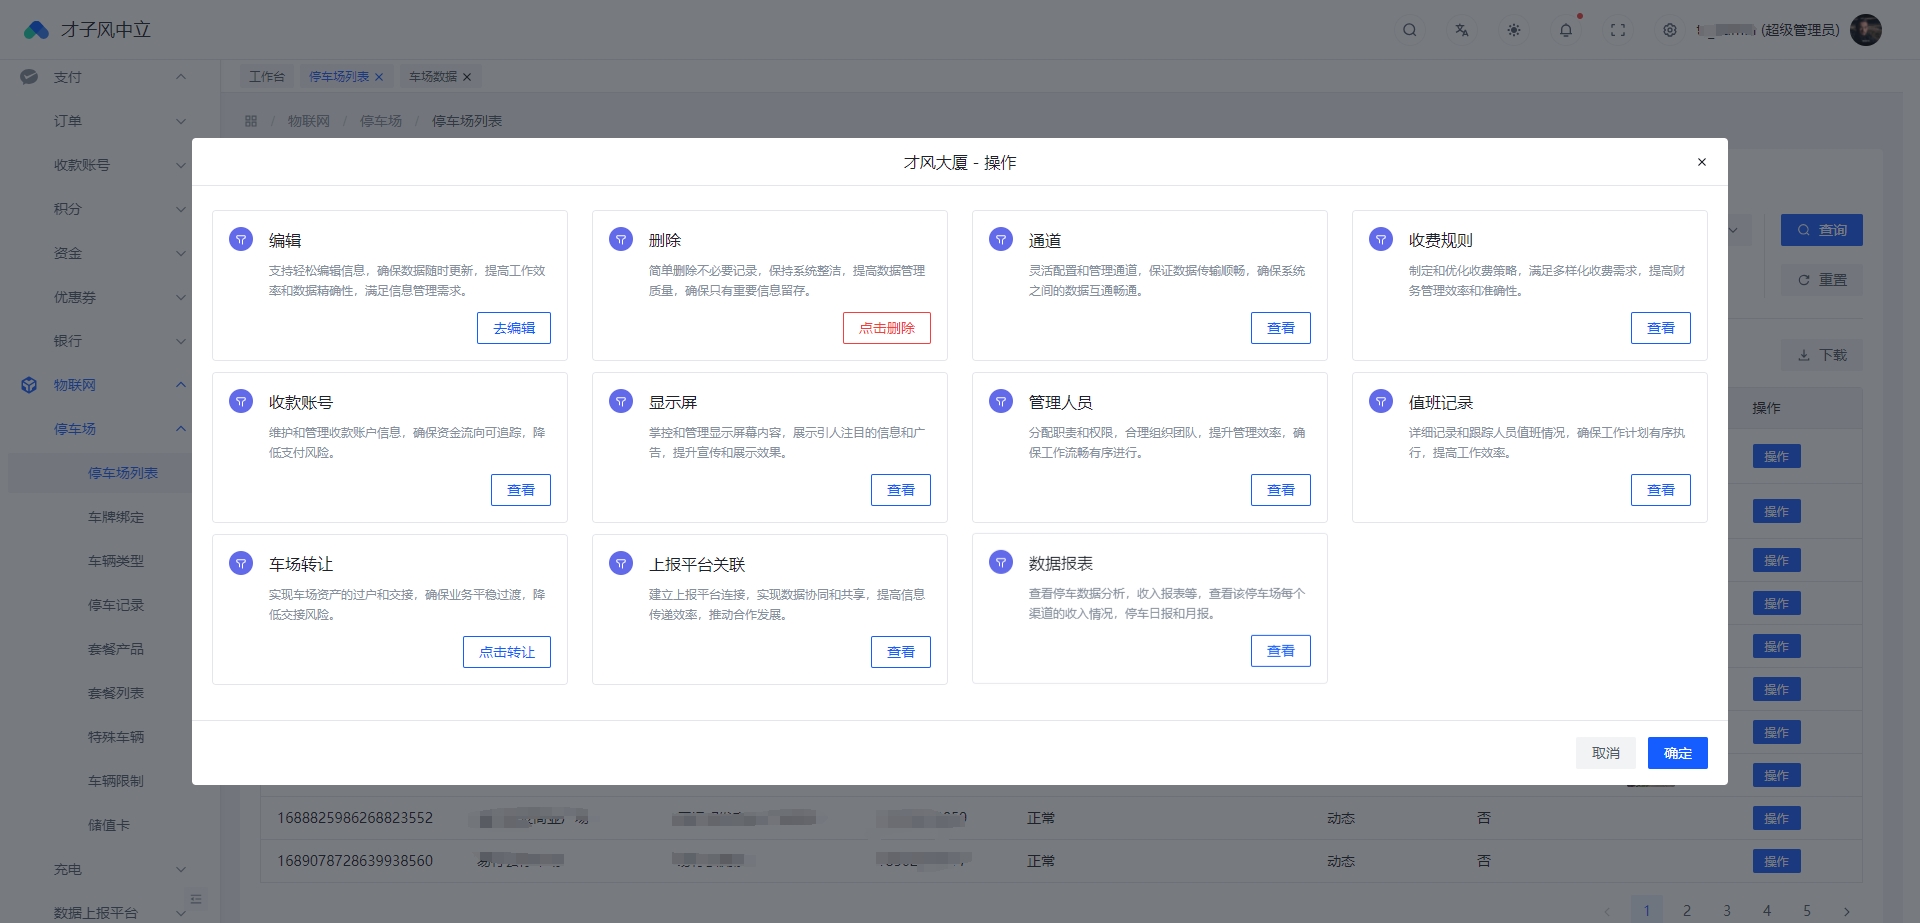 才子风中立
(超级管理员)
支付
订单
收款账号
积分
资金
优惠券
银行
物联网
停车场
停车场列表
车牌绑定
车辆类型
停车记录
套餐产品
套餐列表
特殊车辆
车辆限制
储值卡
充电
数据上报平台
工作台
停车场列表
车场数据
物联网 / 停车场 / 停车场列表
查询
重置
下载
才风大厦 - 操作
编辑
支持轻松编辑信息，确保数据随时更新，提高工作效
率和数据精确性，满足信息管理需求。
去编辑
删除
简单删除不必要记录，保持系统整洁，提高数据管理
质量，确保只有重要信息留存。
点击删除
通道
灵活配置和管理通道，保证数据传输顺畅，确保系统
之间的数据互通畅通。
查看
收费规则
制定和优化收费策略，满足多样化收费需求，提高财
务管理效率和准确性。
查看
收款账号
维护和管理收款账户信息，确保资金流向可追踪，降
低支付风险。
查看
显示屏
掌控和管理显示屏幕内容，展示引人注目的信息和广
告，提升宣传和展示效果。
查看
管理人员
分配职责和权限，合理组织团队，提升管理效率，确
保工作流畅有序进行。
查看
值班记录
详细记录和跟踪人员值班情况，确保工作计划有序执
行，提高工作效率。
查看
车场转让
实现车场资产的过户和交接，确保业务平稳过渡，降
低交接风险。
点击转让
上报平台关联
建立上报平台连接，实现数据协同和共享，提高信息
传递效率，推动合作发展。
查看
数据报表
查看停车数据分析，收入报表等，查看该停车场每个
渠道的收入情况，停车日报和月报。
查看
取消
确定
操作
操作
操作
操作
操作
操作
操作
操作
操作
1688825986268823552 正常 动态 否 操作
1689078728639938560 正常 动态 否 操作
1 2 3 4 5